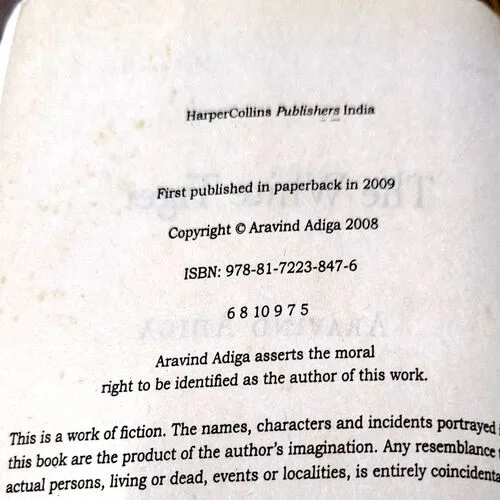 HarperCollins Publishers India
First published in paperback in 2009
Copyright © Aravind Adiga 2008
ISBN: 978-81-7223-847-6
6 8 10 9 7 5
Aravind Adiga asserts the moral
right to be identified as the author of this work.
This is a work of fiction. The names, characters and incidents portrayed
this book are the product of the author's imagination. Any resemblance
actual persons, living or dead, events or localities, is entirely coincidenta